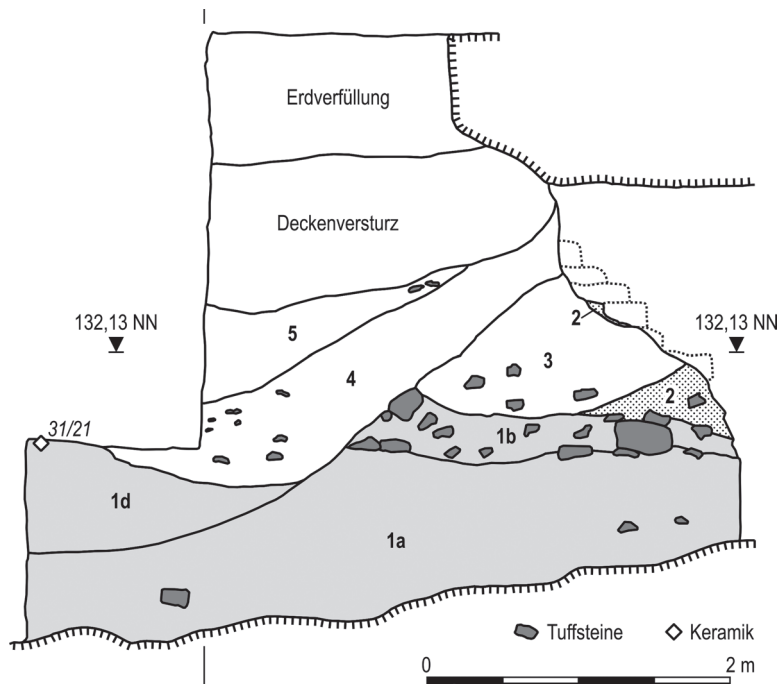 Erdverfüllung
Deckenversturz
132,13 NN
132,13 NN
2
5
3
4
2
31/21
1b
1d
1a
Tuffsteine
Keramik
0
2 m